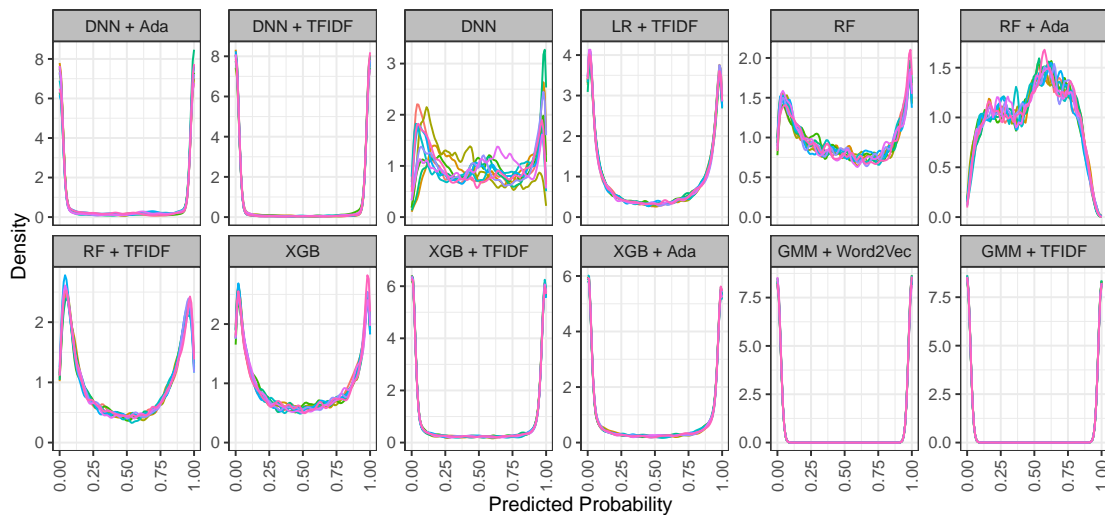 DNN + Ada DNN + TFIDF DNN LR + TFIDF RF RF + Ada
8 8 3 4 2.0 1.5
6 6 3 1.5
4 4 2 2 1.0 1.0
2 2 1 1 0.5 0.5
0 0 0 0 0.0 0.0
Density
RF + TFIDF XGB XGB + TFIDF XGB + Ada GMM + Word2Vec GMM + TFIDF
2 2 6 6 7.5 7.5
4 4 5.0 5.0
1 1 2 2 2.5 2.5
0 0 0 0 0.0 0.0
0.00 0.25 0.50 0.75 1.00 0.00 0.25 0.50 0.75 1.00 0.00 0.25 0.50 0.75 1.00 0.00 0.25 0.50 0.75 1.00 0.00 0.25 0.50 0.75 1.00 0.00 0.25 0.50 0.75 1.00
Predicted Probability